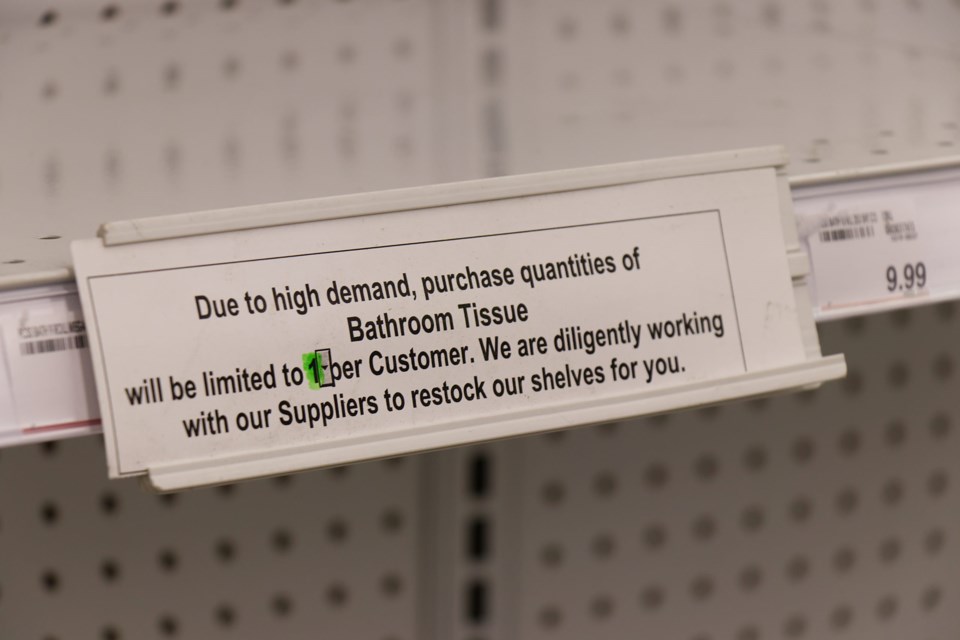 Due to high demand, purchase quantities of
Bathroom Tissue
will be limited to 1 per Customer. We are diligently working
with our Suppliers to restock our shelves for you.
9.99